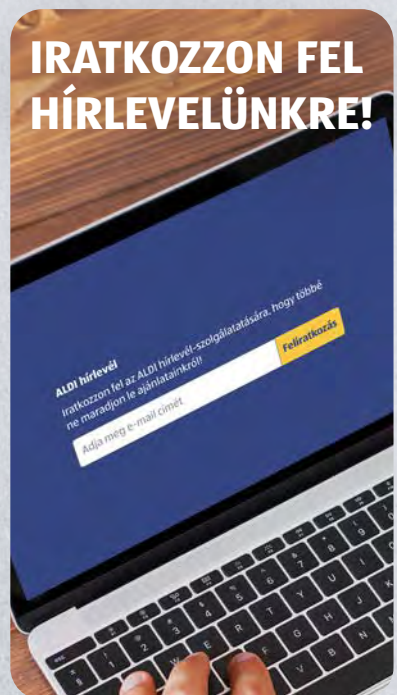 IRATKOZZON FEL
HÍRLEVELÜNKRE!
ALDI hírlevél
Iratkozzon fel az ALDI hírlevél-szolgálatatására, hogy többé
ne maradjon le ajánlatainkról!
Adja meg e-mail címét
Feliratkozás